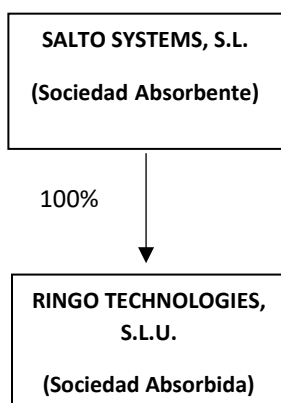 SALTO SYSTEMS, S.L.
(Sociedad Absorbente)
100%
RINGO TECHNOLOGIES,
S.L.U.
(Sociedad Absorbida)